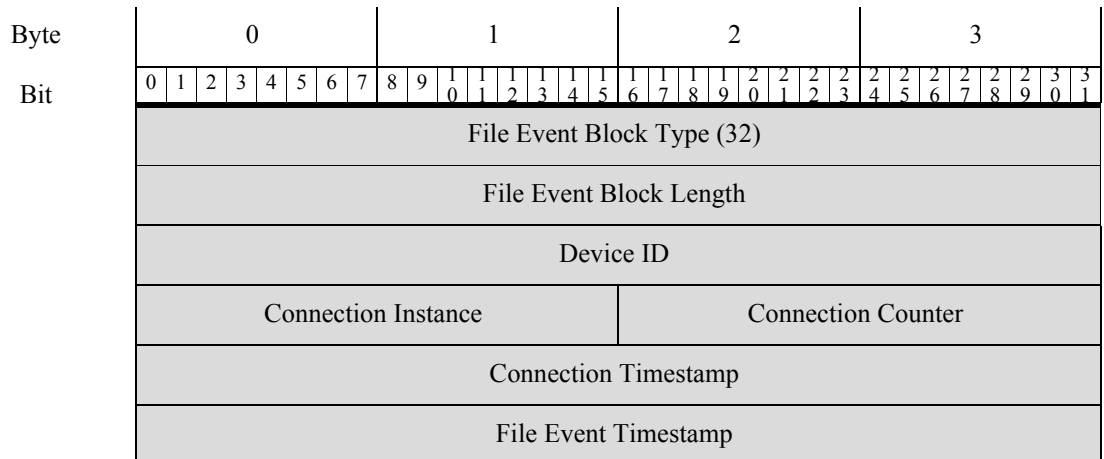 Byte 0 1 2 3
Bit 0 1 2 3 4 5 6 7 8 9 10 11 12 13 14 15 16 17 18 19 20 21 22 23 24 25 26 27 28 29 30 31
File Event Block Type (32)
File Event Block Length
Device ID
Connection Instance Connection Counter
Connection Timestamp
File Event Timestamp